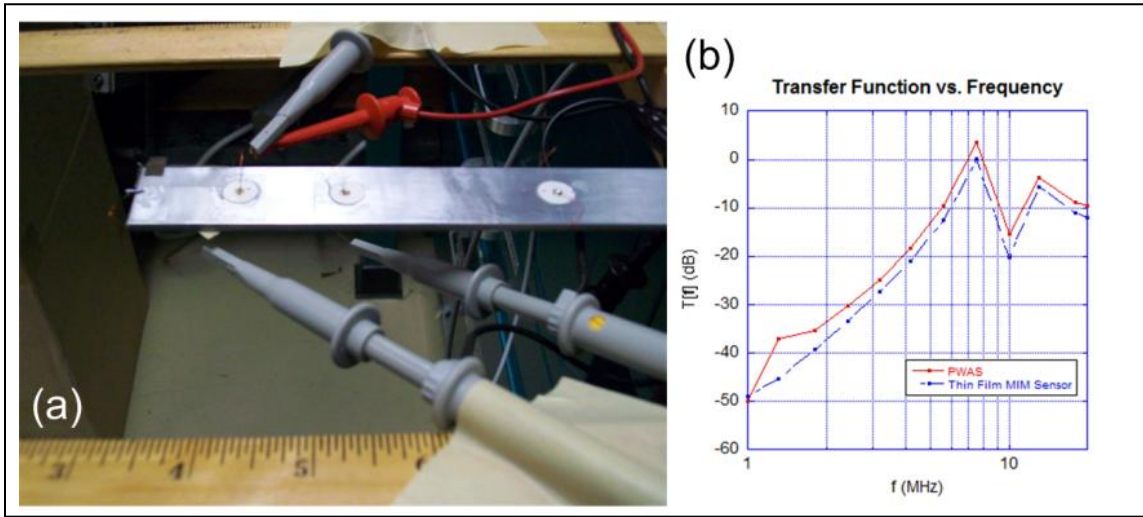 (a)
3 4 5 6
(b)
Transfer Function vs. Frequency
10
0
-10
-20
-30
-40
-50
-60
T[f] (dB)
PWAS
Thin Film MIM Sensor
1 10
f (MHz)